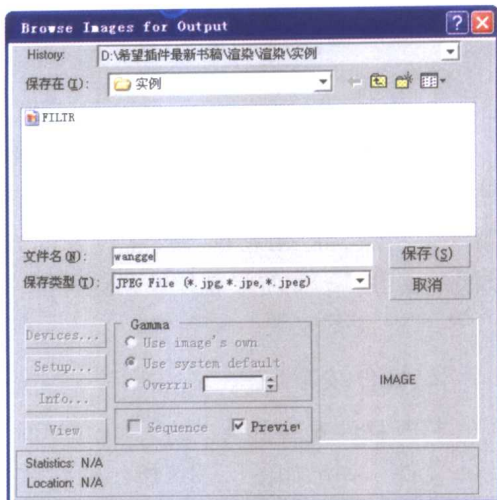 Browse Images for Output
History: D:\希望插件最新书稿\渲染\渲染\实例
保存在(I): 实例
FILTR
文件名(N): wangge 保存(S)
保存类型(T): JPEG File (*.jpg,*.jpe,*.jpeg) 取消
Devices...
Setup...
Info...
View
Gamma
Use image's own
Use system default
Overri
Sequence Previe
IMAGE
Statistics: N/A
Location: N/A